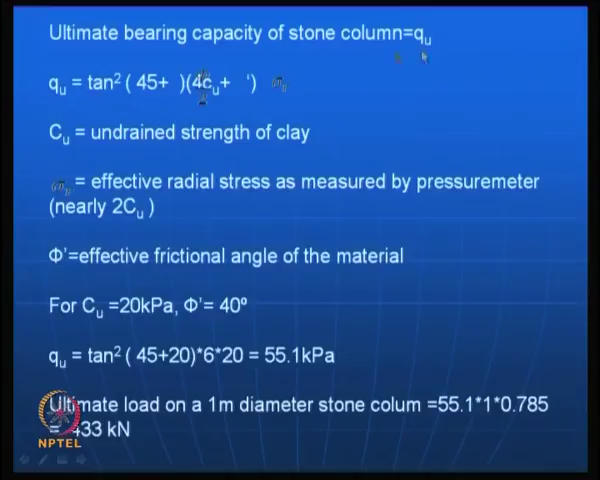 Ultimate bearing capacity of stone column=qu
qu = tan2 ( 45+ )(4cu+ ')
Cu = undrained strength of clay
= effective radial stress as measured by pressuremeter
(nearly 2Cu )
Φ'=effective frictional angle of the material
For Cu =20kPa, Φ'= 40º
qu = tan2 ( 45+20)*6*20 = 55.1kPa
Ultimate load on a 1m diameter stone colum =55.1*1*0.785
= 433 kN
NPTEL